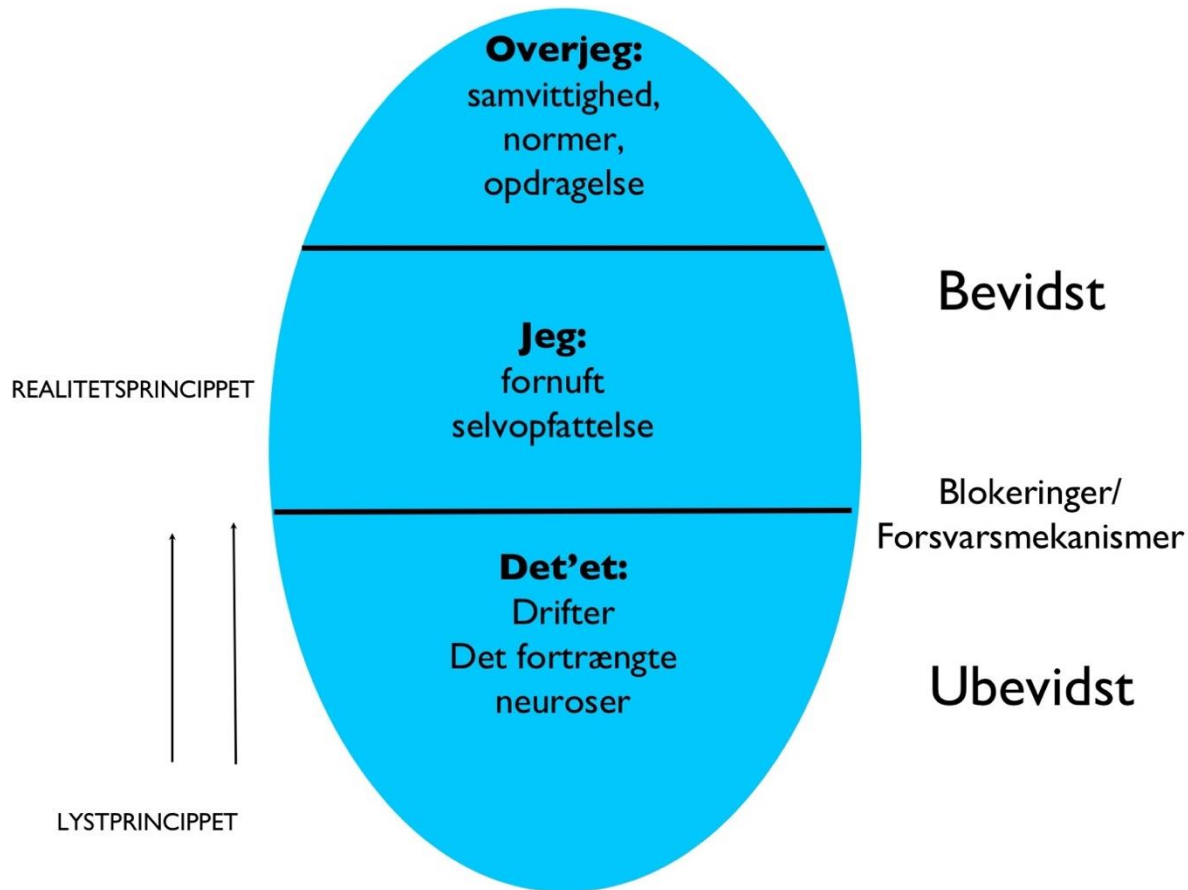 Overjeg:
samvittighed,
normer,
opdragelse
Bevidst
Jeg:
fornuft
selvopfattelse
REALITETSPRINCIPPET
Blokeringer/
Forsvarsmekanismer
Det’et:
Drifter
Det fortrængte
neuroser
Ubevidst
LYSTPRINCIPPET